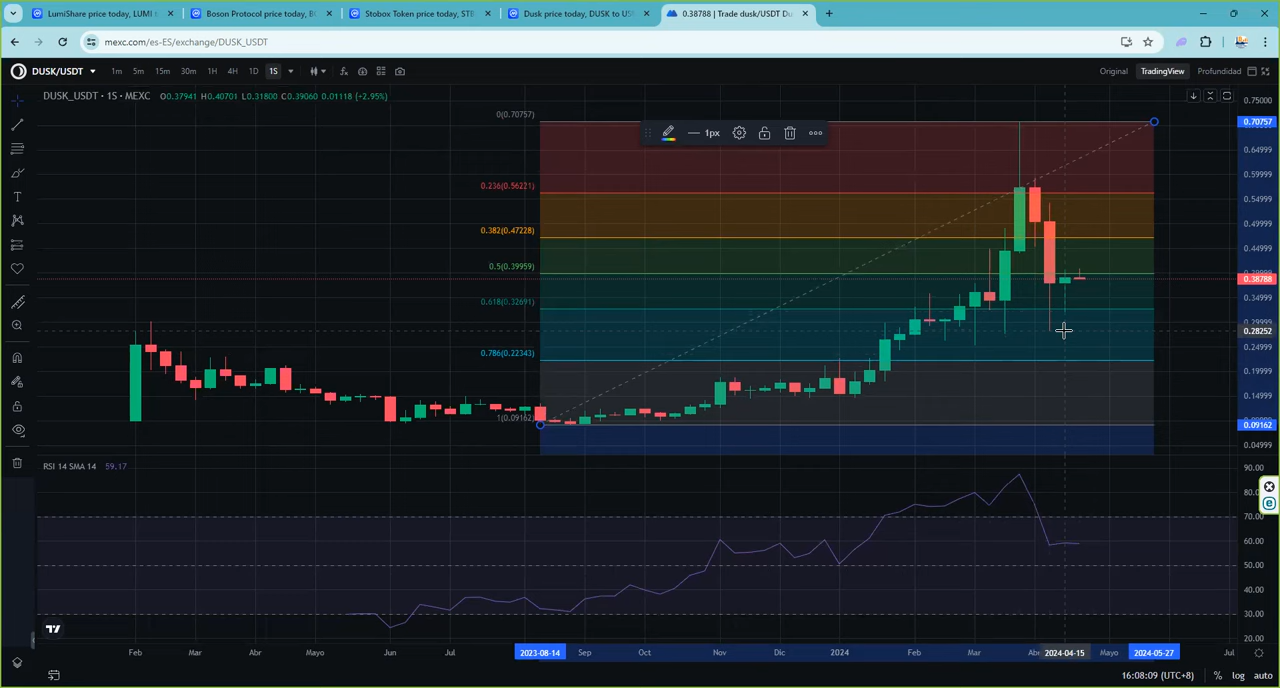 LumiShare price today, LUMI t
Boson Protocol price today, B
Stobox Token price today, STB
Dusk price today, DUSK to US
0.38788 | Trade dusk/USDT Du
mexc.com/es-ES/exchange/DUSK_USDT
DUSK/USDT 1m 5m 15m 30m 1H 4H 1D 1S Original TradingView Profundidad
DUSK_USDT • 1S • MEXC O0.37941 H0.40701 L0.31800 C0.39060 0.01118 (+2.95%)
0.75000
0(0.70757) 0.70757
1px
0.64999
0.59999
0.236(0.56221)
0.54999
0.382(0.47228) 0.49999
0.44999
0.5(0.39959)
0.38788
0.618(0.32691) 0.34999
0.29999
0.28252
0.786(0.22343) 0.24999
0.19999
0.14999
1(0.09162) 0.09162
0.04999
RSI 14 SMA 14 59.17 90.00
80.00
70.00
60.00
50.00
40.00
30.00
20.00
Feb Mar Abr Mayo Jun Jul 2023-08-14 Sep Oct Nov Dic 2024 Feb Mar 2024-04-15 Mayo 2024-05-27 Jul
16:08:09 (UTC+8) % log auto